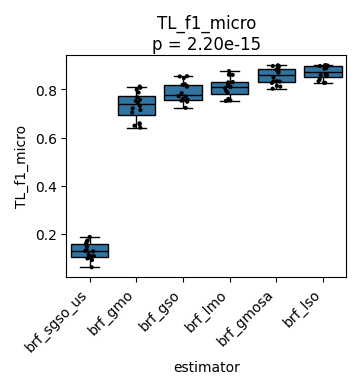 TL_f1_micro
p = 2.20e-15
TL_f1_micro
0.8
0.6
0.4
0.2
brf_sgso_us
brf_gmo
brf_gso
brf_lmo
brf_gmosa
brf_lso
estimator